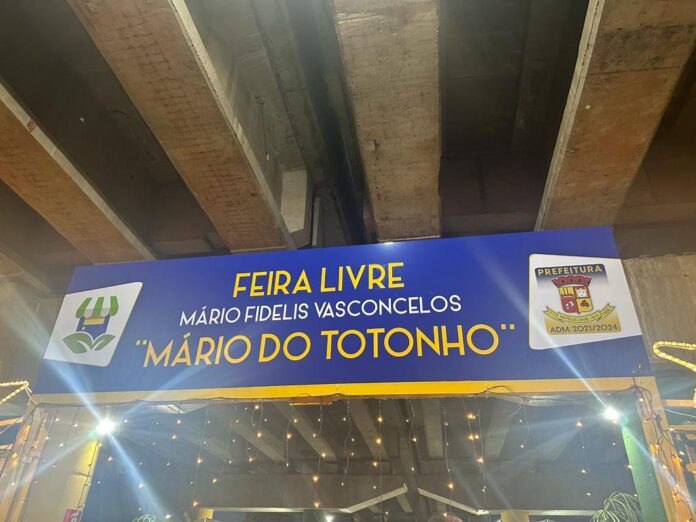 FEIRA LIVRE
MÁRIO FIDELIS VASCONCELOS
"MÁRIO DO TOTONHO"
PREFEITURA
ADM. 2021/2024